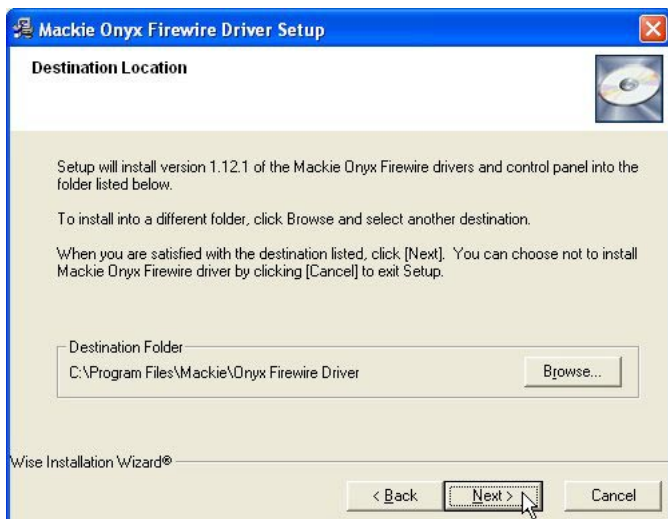 Mackie Onyx Firewire Driver Setup
Destination Location
Setup will install version 1.12.1 of the Mackie Onyx Firewire drivers and control panel into the
folder listed below.
To install into a different folder, click Browse and select another destination.
When you are satisfied with the destination listed, click [Next]. You can choose not to install
Mackie Onyx Firewire driver by clicking [Cancel] to exit Setup.
Destination Folder
C:\Program Files\Mackie\Onyx Firewire Driver
Browse...
Wise Installation Wizard®
< Back
Next >
Cancel